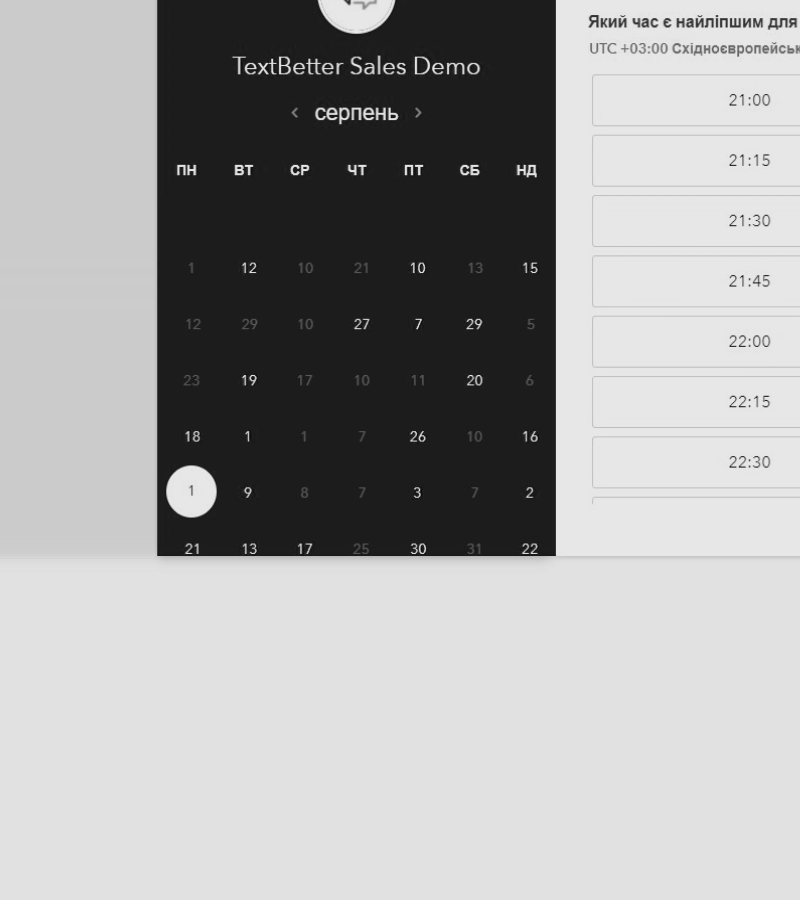 TextBetter Sales Demo
‹ серпень ›
ПН ВТ СР ЧТ ПТ СБ НД
1 12 10 21 10 13 15
12 29 10 27 7 29 5
23 19 17 10 11 20 6
18 1 1 7 26 10 16
1 9 8 7 3 7 2
21 13 17 25 30 31 22
Який час є найліпшим для
UTC +03:00 Східноєвропейськ
21:00
21:15
21:30
21:45
22:00
22:15
22:30